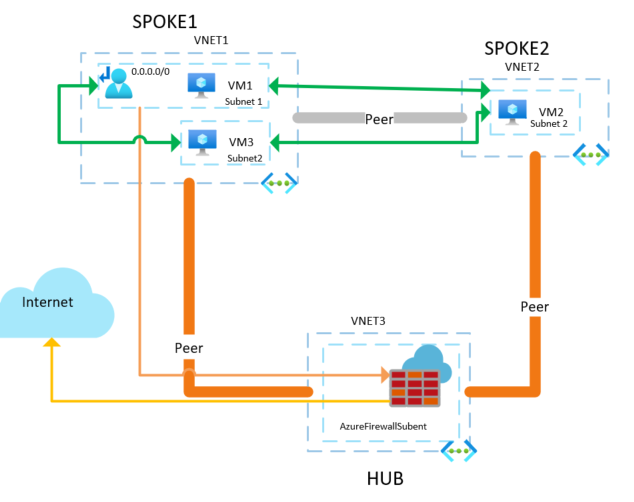 SPOKE1
VNET1
0.0.0.0/0
VM1
Subnet 1
VM3
Subnet2
Peer
SPOKE2
VNET2
VM2
Subnet 2
Internet
Peer
Peer
VNET3
AzureFirewallSubent
HUB